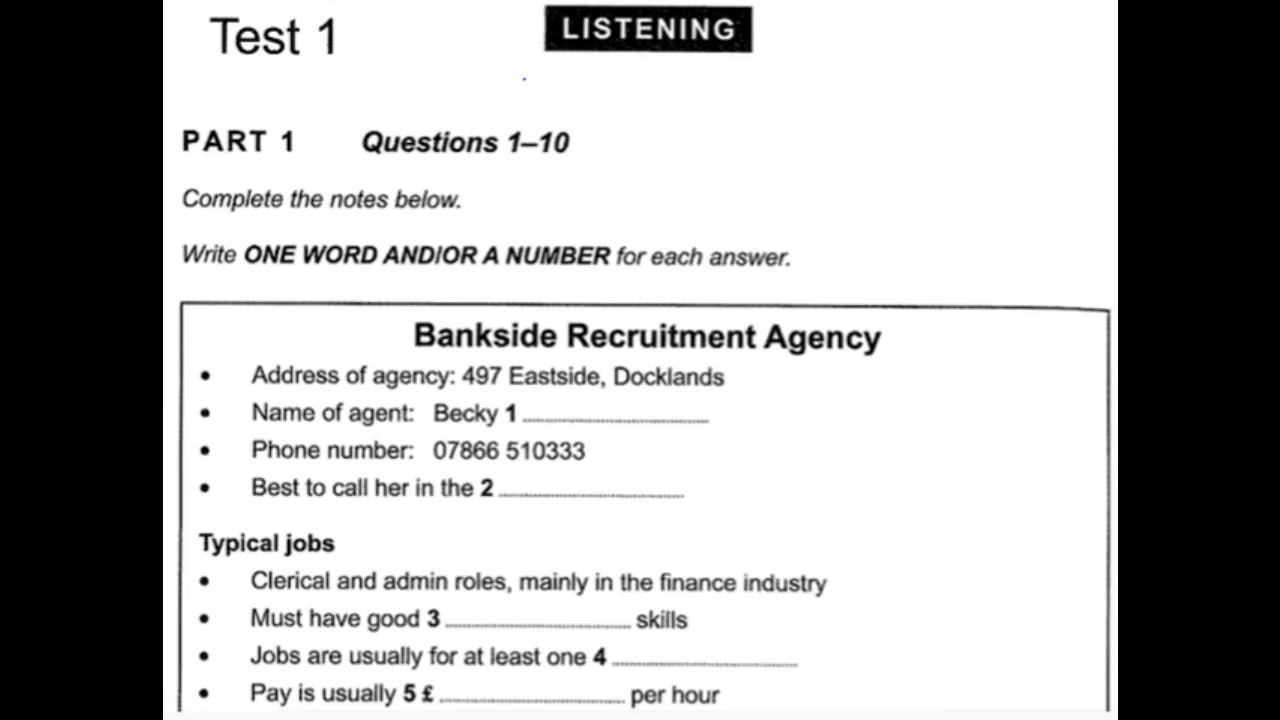 Test 1
LISTENING
PART 1 Questions 1–10
Complete the notes below.
Write ONE WORD AND/OR A NUMBER for each answer.
Bankside Recruitment Agency
• Address of agency: 497 Eastside, Docklands
• Name of agent: Becky 1 ....................
• Phone number: 07866 510333
• Best to call her in the 2 ....................
Typical jobs
• Clerical and admin roles, mainly in the finance industry
• Must have good 3 .................... skills
• Jobs are usually for at least one 4 ....................
• Pay is usually 5 £ .................... per hour